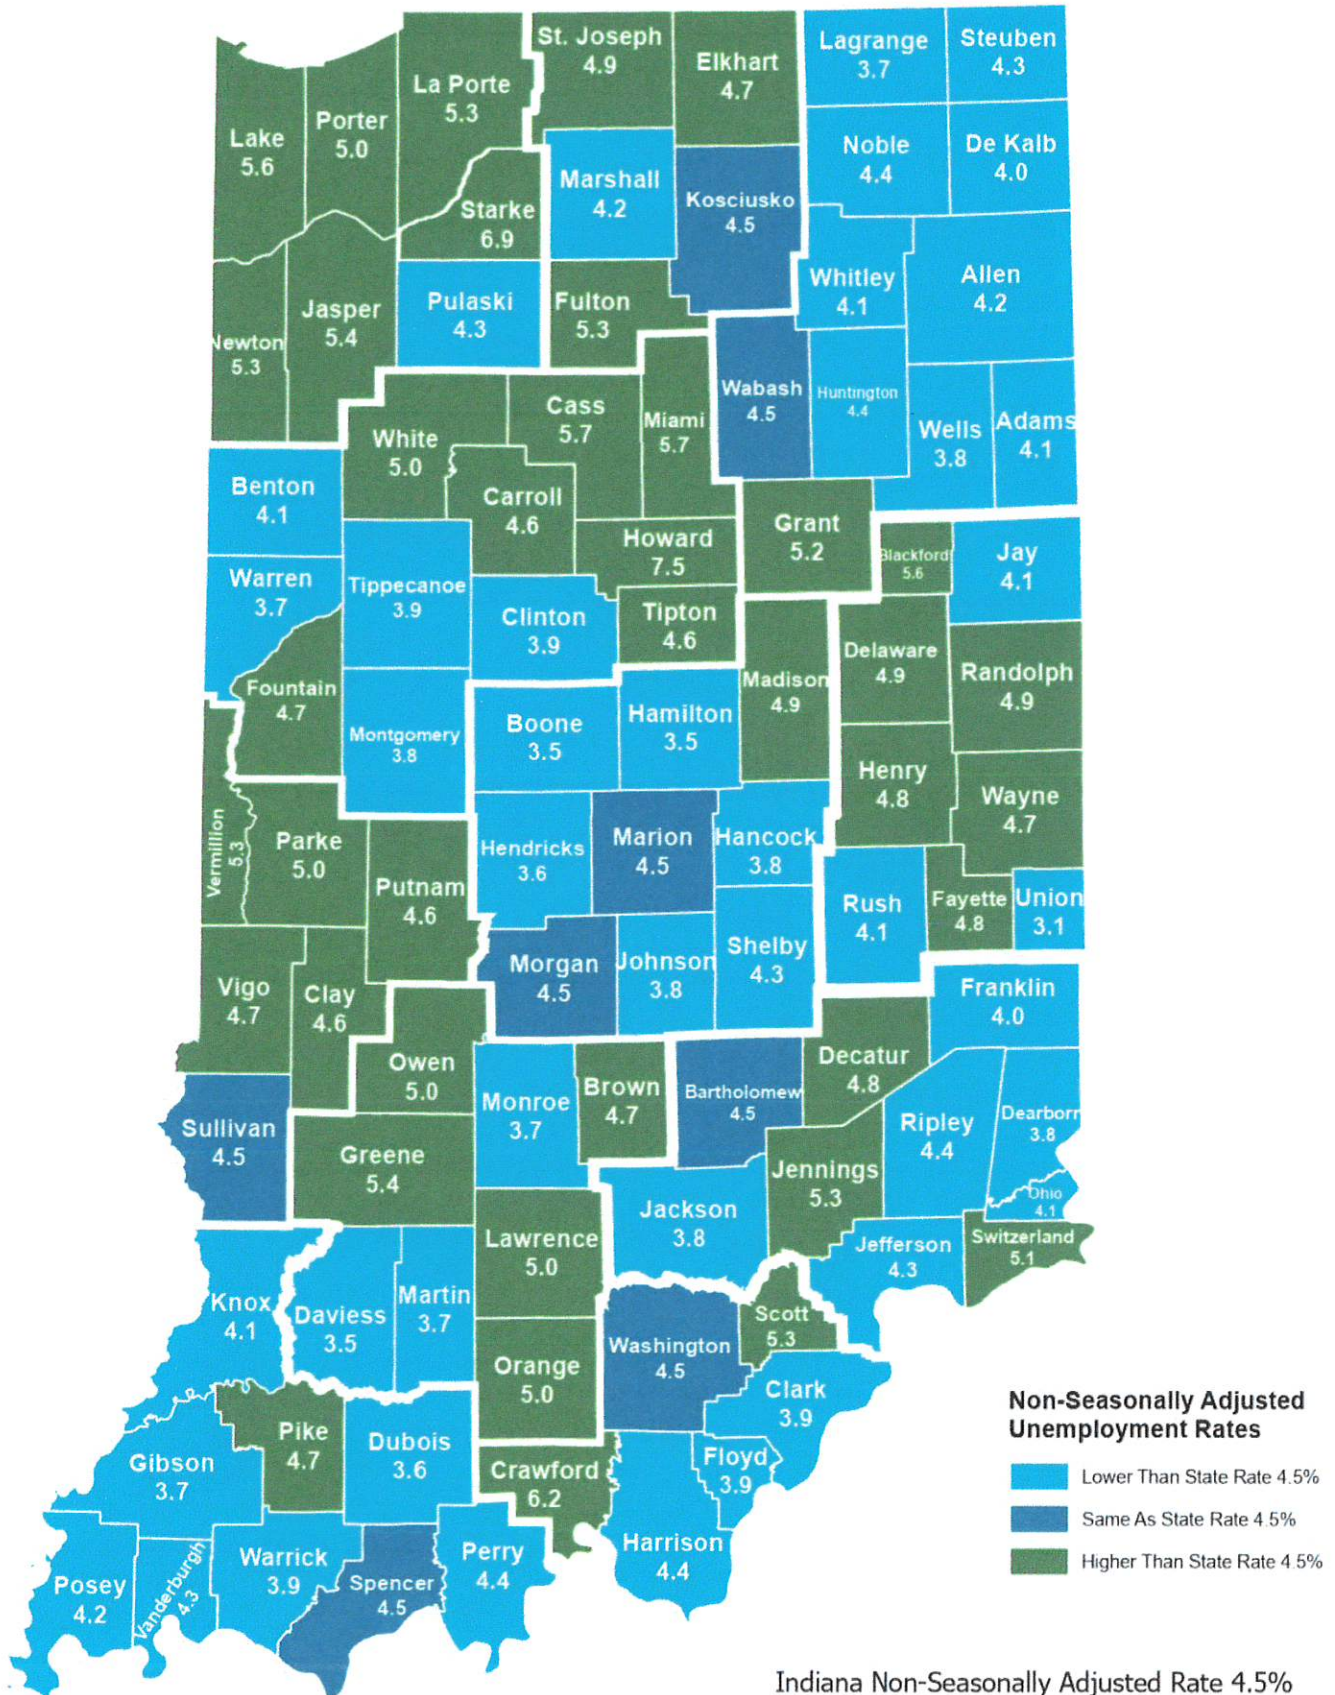 St. Joseph
4.9
Elkhart
4.7
Lagrange
3.7
Steuben
4.3
La Porte
5.3
Porter
5.0
Lake
5.6
Noble
4.4
De Kalb
4.0
Marshall
4.2
Kosciusko
4.5
Starke
6.9
Whitley
4.1
Allen
4.2
Pulaski
4.3
Fulton
5.3
Jasper
5.4
Newton
5.3
Wabash
4.5
Huntington
4.4
Cass
5.7
Miami
5.7
Wells
3.8
Adams
4.1
White
5.0
Benton
4.1
Carroll
4.6
Grant
5.2
Howard
7.5
Blackford
5.6
Jay
4.1
Warren
3.7
Tippecanoe
3.9
Clinton
3.9
Tipton
4.6
Delaware
4.9
Randolph
4.9
Madison
4.9
Fountain
4.7
Montgomery
3.8
Boone
3.5
Hamilton
3.5
Henry
4.8
Wayne
4.7
Vermillion
5.3
Parke
5.0
Putnam
4.6
Hendricks
3.6
Marion
4.5
Hancock
3.8
Rush
4.1
Fayette
4.8
Union
3.1
Shelby
4.3
Morgan
4.5
Johnson
3.8
Vigo
4.7
Clay
4.6
Franklin
4.0
Owen
5.0
Decatur
4.8
Monroe
3.7
Brown
4.7
Bartholomew
4.5
Sullivan
4.5
Greene
5.4
Ripley
4.4
Dearborn
3.8
Jennings
5.3
Ohio
4.1
Jackson
3.8
Lawrence
5.0
Jefferson
4.3
Switzerland
5.1
Knox
4.1
Daviess
3.5
Martin
3.7
Scott
5.3
Washington
4.5
Orange
5.0
Clark
3.9
Pike
4.7
Dubois
3.6
Gibson
3.7
Crawford
6.2
Floyd
3.9
Harrison
4.4
Posey
4.2
Vanderburgh
4.3
Warrick
3.9
Spencer
4.5
Perry
4.4
Non-Seasonally Adjusted
Unemployment Rates
Lower Than State Rate 4.5%
Same As State Rate 4.5%
Higher Than State Rate 4.5%
Indiana Non-Seasonally Adjusted Rate 4.5%